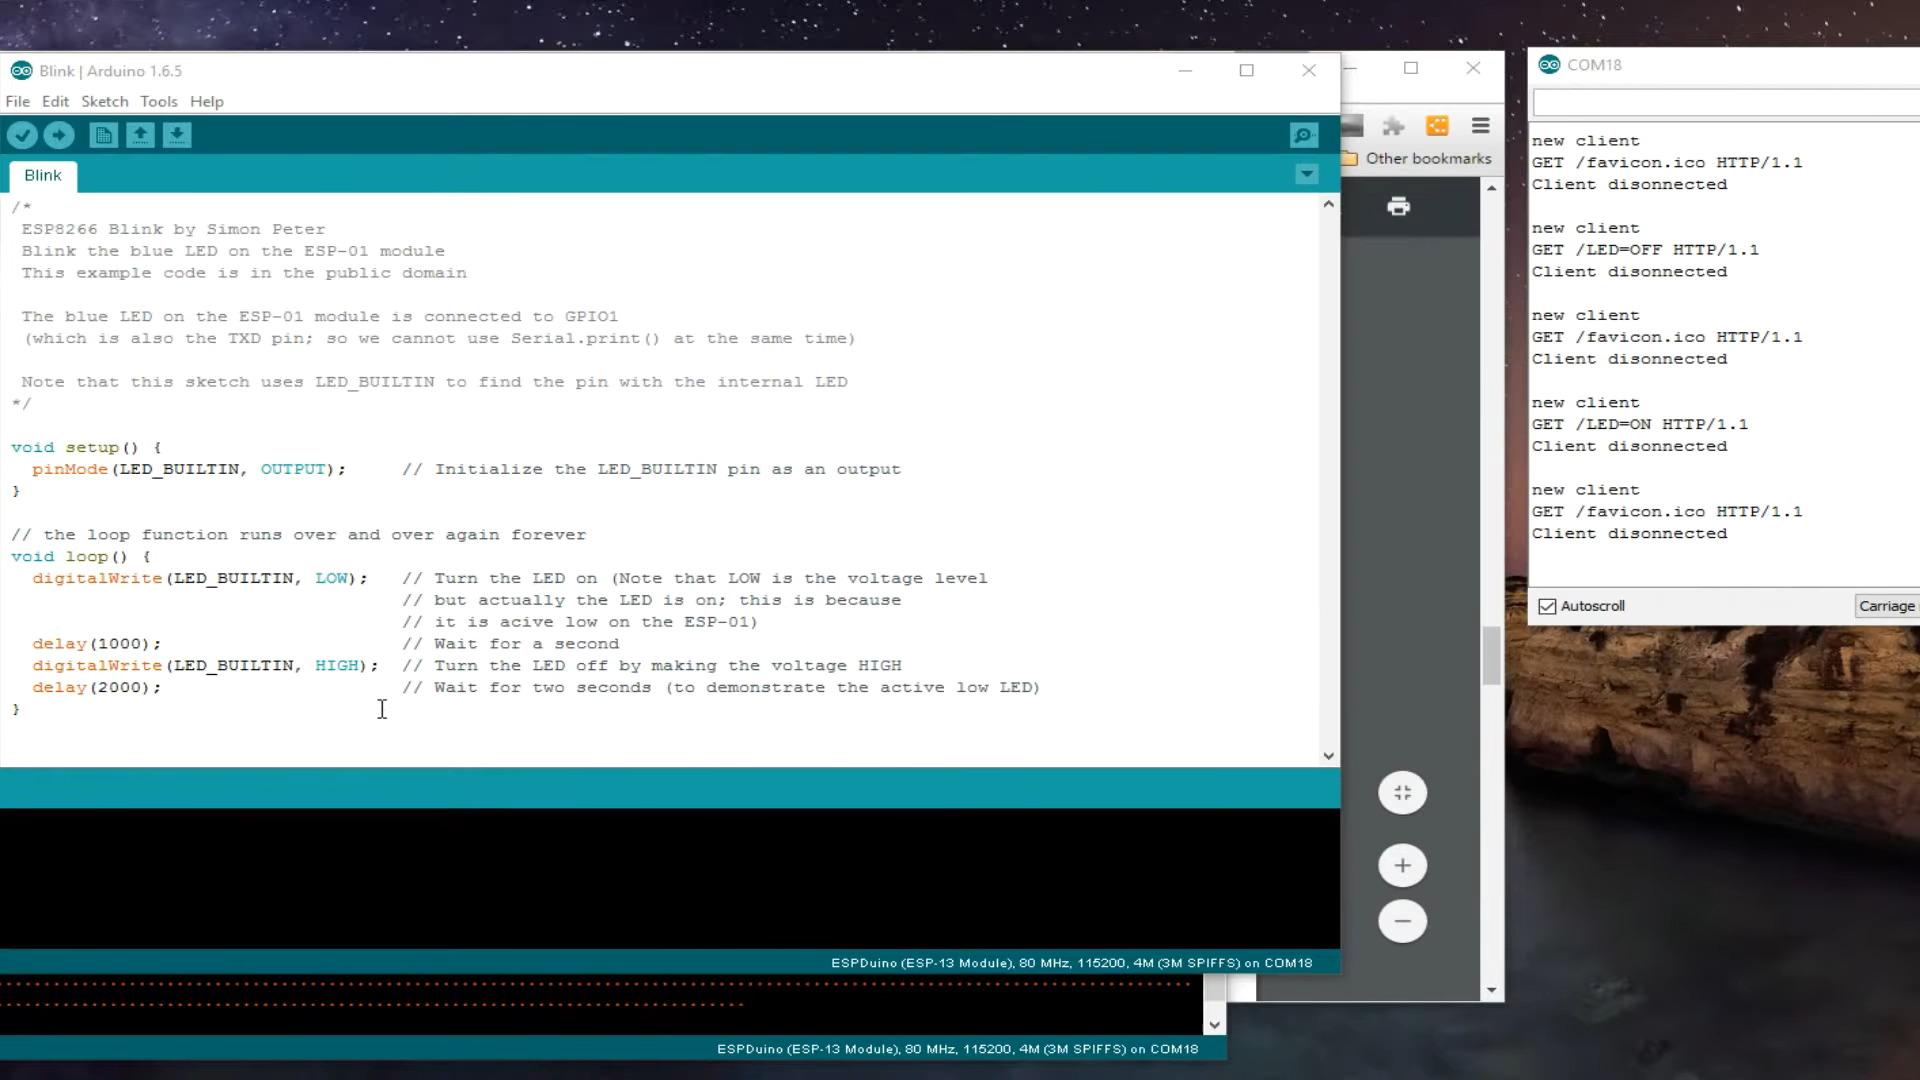 Blink | Arduino 1.6.5
File Edit Sketch Tools Help
Blink
/*
ESP8266 Blink by Simon Peter
Blink the blue LED on the ESP-01 module
This example code is in the public domain
The blue LED on the ESP-01 module is connected to GPIO1
(which is also the TXD pin; so we cannot use Serial.print() at the same time)
Note that this sketch uses LED_BUILTIN to find the pin with the internal LED
*/
void setup() {
pinMode(LED_BUILTIN, OUTPUT); // Initialize the LED_BUILTIN pin as an output
}
// the loop function runs over and over again forever
void loop() {
digitalWrite(LED_BUILTIN, LOW); // Turn the LED on (Note that LOW is the voltage level
// but actually the LED is on; this is because
// it is acive low on the ESP-01)
delay(1000); // Wait for a second
digitalWrite(LED_BUILTIN, HIGH); // Turn the LED off by making the voltage HIGH
delay(2000); // Wait for two seconds (to demonstrate the active low LED)
}
ESPDuino (ESP-13 Module), 80 MHz, 115200, 4M (3M SPIFFS) on COM18
ESPDuino (ESP-13 Module), 80 MHz, 115200, 4M (3M SPIFFS) on COM18
Other bookmarks
COM18
new client
GET /favicon.ico HTTP/1.1
Client disonnected
new client
GET /LED=OFF HTTP/1.1
Client disonnected
new client
GET /favicon.ico HTTP/1.1
Client disonnected
new client
GET /LED=ON HTTP/1.1
Client disonnected
new client
GET /favicon.ico HTTP/1.1
Client disonnected
Autoscroll
Carriage